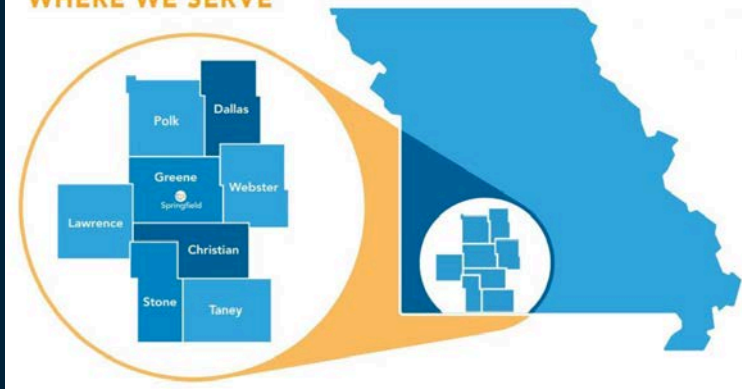 WHERE WE SERVE
Dallas
Polk
Greene
Webster
Springfield
Lawrence
Christian
Stone
Taney